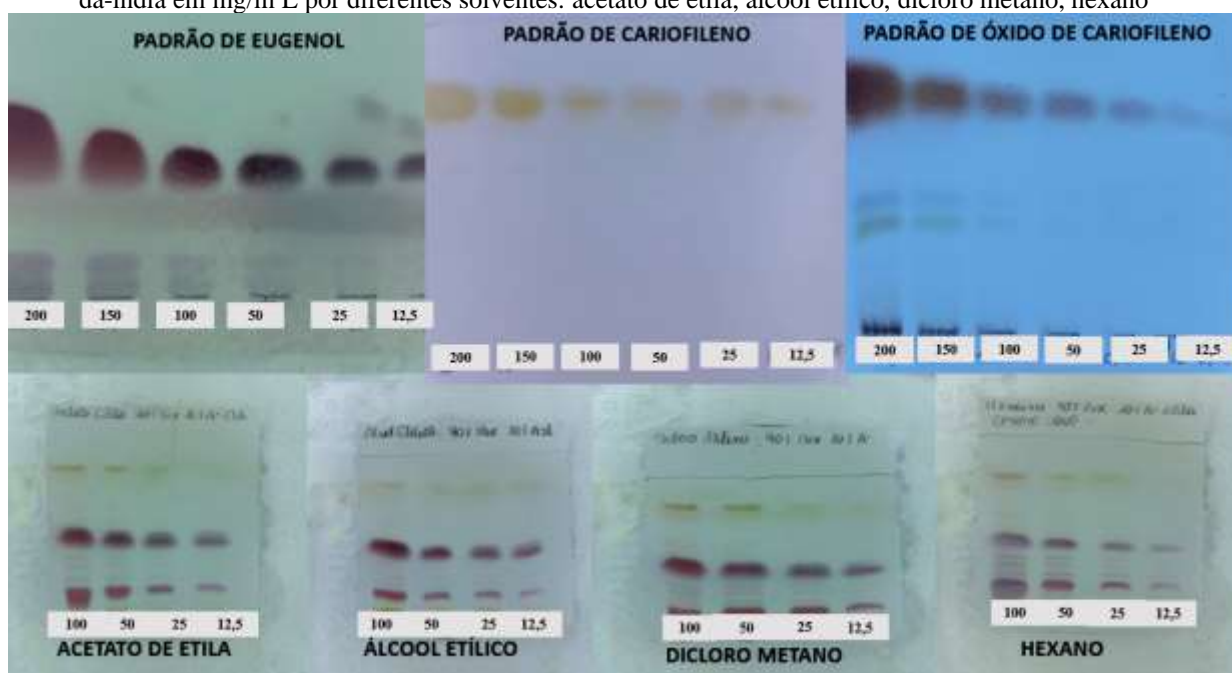 da-índia em mg/m L por diferentes solventes: acetato de etila, álcool etílico, dicloro metano, hexano
PADRÃO DE EUGENOL
PADRÃO DE CARIOFILENO
PADRÃO DE ÓXIDO DE CARIOFILENO
200 150 100 50 25 12,5
200 150 100 50 25 12,5
200 150 100 50 25 12,5
100 50 25 12,5
ACETATO DE ETILA
100 50 25 12,5
ÁLCOOL ETÍLICO
100 50 25 12,5
DICLORO METANO
100 50 25 12,5
HEXANO